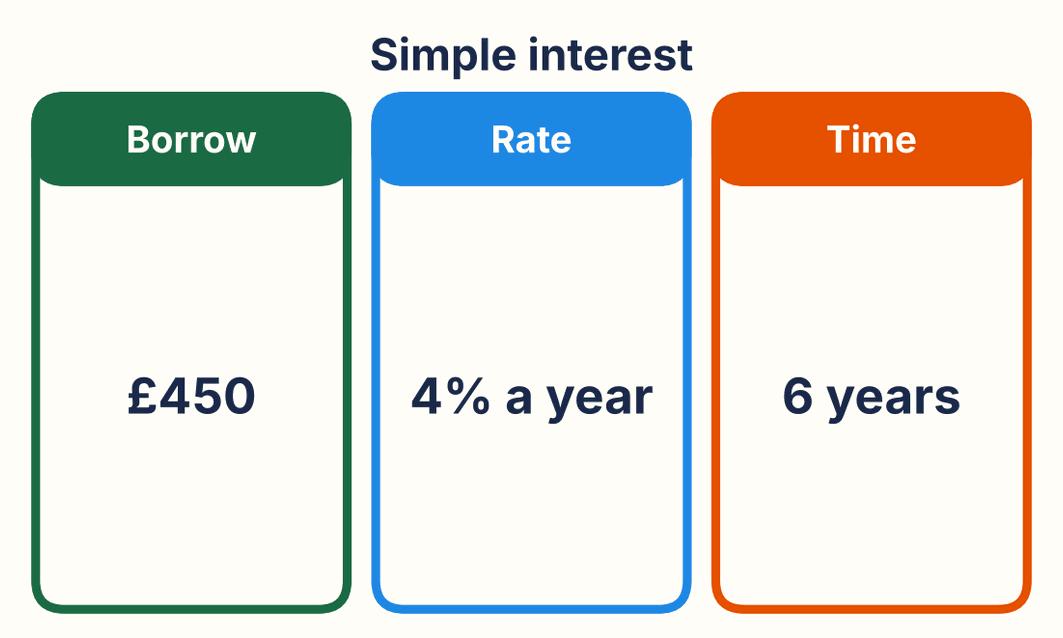 Simple interest
Borrow
£450
Rate
4% a year
Time
6 years